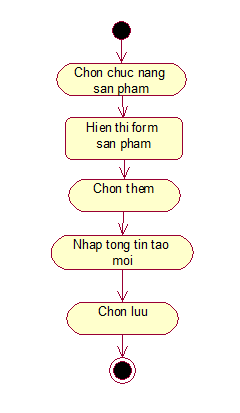 Chon chuc nang
san pham
Hien thi form
san pham
Chon them
Nhap tong tin tao
moi
Chon luu